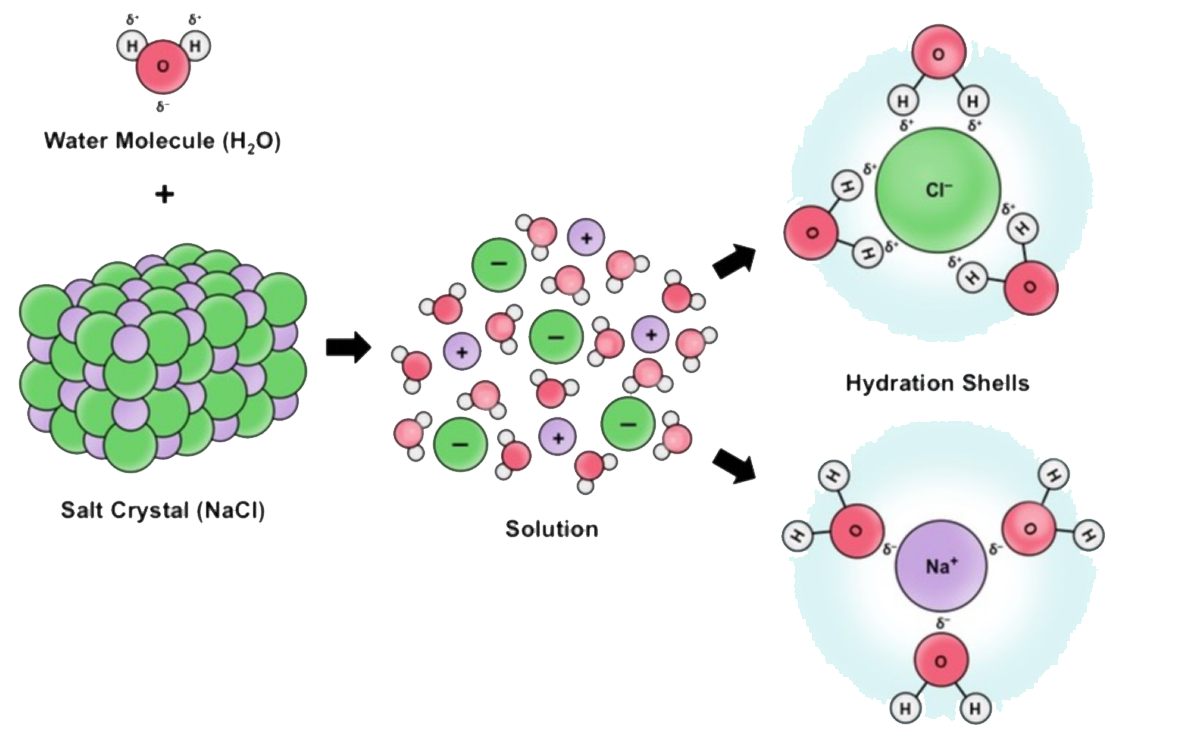 δ⁺ δ⁺
H H
O
δ⁻
Water Molecule (H₂O)
+
Salt Crystal (NaCl)
− +
− +
+
−
− +
Solution
O
H H
δ⁺ δ⁺
Cl⁻
δ⁺
H
O
H δ⁺
δ⁺
H
δ⁺
H
O
Hydration Shells
H H
O O
H H
δ⁻ δ⁻
Na⁺
δ⁻
O
H H